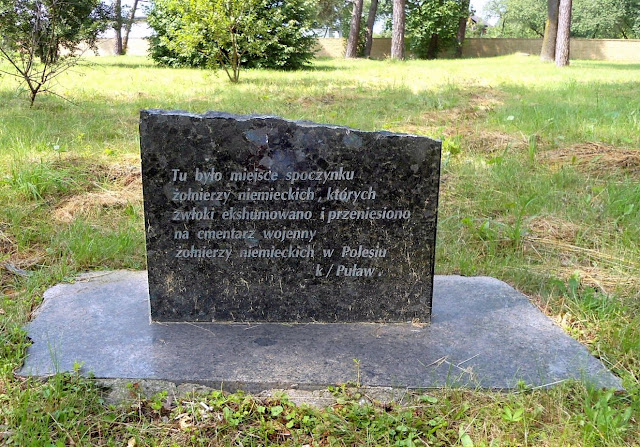 Tu było miejsce spoczynku
żołnierzy niemieckich, których
zwłoki ekshumowano i przeniesiono
na cmentarz wojenny
żołnierzy niemieckich w Polesiu
k/Puław.